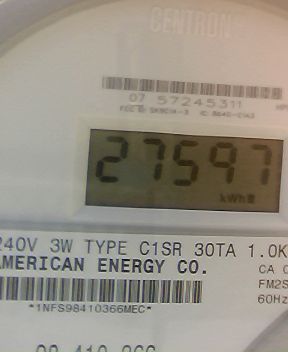 CENTRON
07 57245311
27597
kWh
240V 3W TYPE C1SR 30TA 1.0K
AMERICAN ENERGY CO.
CA 0
FM2S
60Hz
*1NFS98410366MEC*